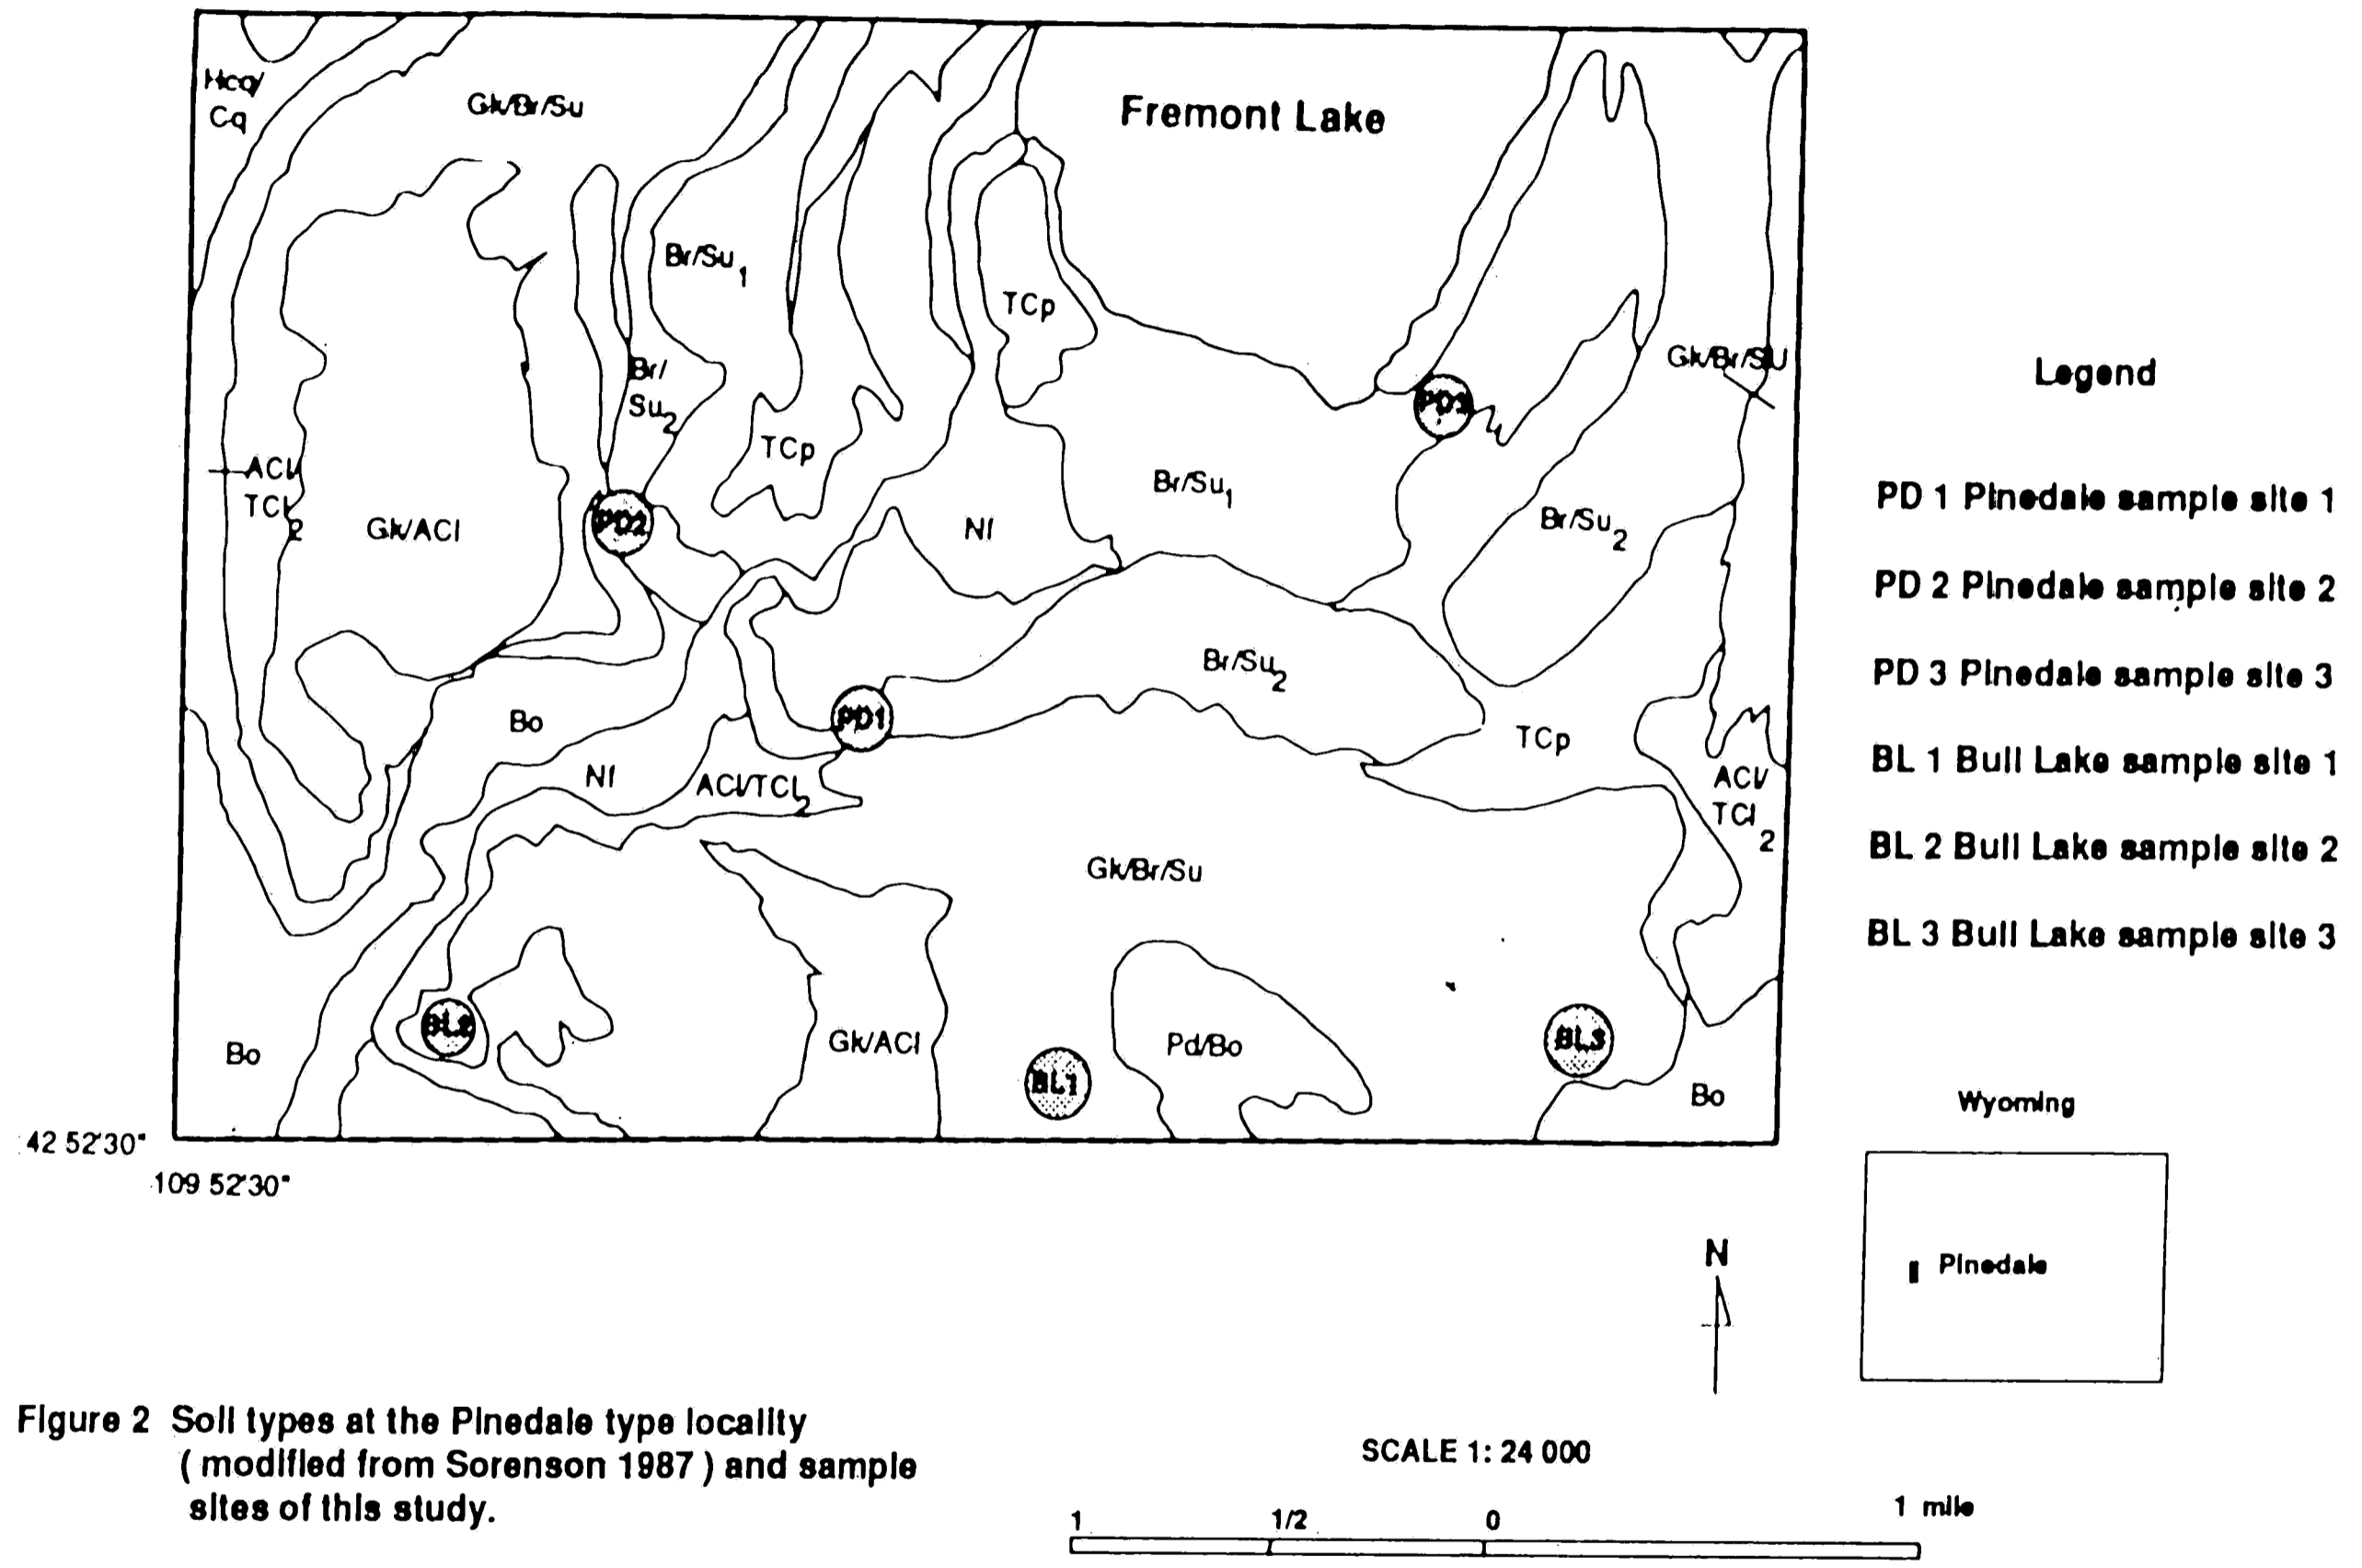 Hcq/
Cq
Gk/Br/Su
Fremont Lake
Br/Su1
TCp
Gk/Br/SU
Br/
Su2
TCp
ACl/
TCl2
Gk/ACl
PD2
Nl
PD3
Br/Su1
Br/Su2
Bo
PD1
Br/Su2
TCp
Nl
ACl/TCl2
ACl/
TCl2
Gk/Br/Su
Bo
BL2
Gk/ACl
BL1
Pd/Bo
BL3
Bo
42 52'30"
109 52'30"
Legend
PD 1 Pinedale sample site 1
PD 2 Pinedale sample site 2
PD 3 Pinedale sample site 3
BL 1 Bull Lake sample site 1
BL 2 Bull Lake sample site 2
BL 3 Bull Lake sample site 3
Wyoming
Pinedale
N
Figure 2 Soil types at the Pinedale type locality
( modified from Sorenson 1987 ) and sample
sites of this study.
SCALE 1: 24 000
1 1/2 0 1 mile